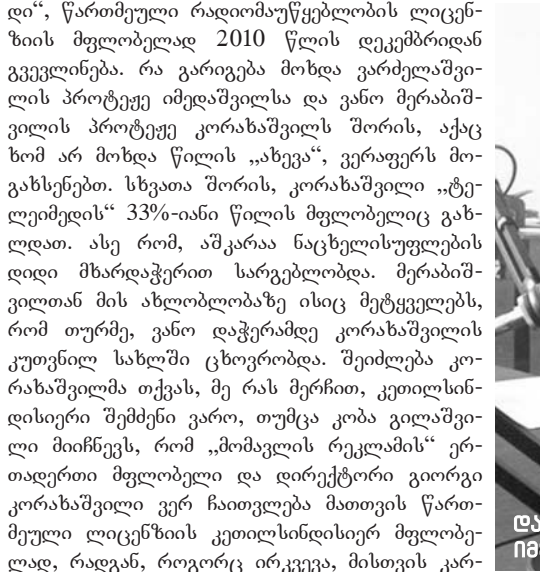 დი“, წართმეული რადიომაუწყებლობის ლიცენ-
ზიის მფლობელად 2010 წლის დეკემბრიდან
გვევლინება. რა გარიგება მოხდა ვარძელაშვი-
ლის პროტეჟე იმედაშვილსა და ვანო მერაბიშ-
ვილის პროტეჟე კორახაშვილს შორის, აქაც
ხომ არ მოხდა წილის „ახევა“, ვერაფერს მო-
გახსენებთ. სხვათა შორის, კორახაშვილი „ტე-
ლეიმედის“ 33%-იანი წილის მფლობელიც გახ-
ლდათ. ასე რომ, აშკარაა ნაცხელისუფლების
დიდი მხარდაჭერით სარგებლობდა. მერაბიშ-
ვილთან მის ახლობლობაზე ისიც მეტყველებს,
რომ თურმე, ვანო დაჭერამდე კორახაშვილის
კუთვნილ სახლში ცხოვრობდა. შეიძლება კო-
რახაშვილმა თქვას, მე რას მერჩით, კეთილსინ-
დისიერი შემძენი ვარო, თუმცა კობა გილაშვი-
ლი მიიჩნევს, რომ „მომავლის რეკლამის“ ერ-
თადერთი მფლობელი და დირექტორი გიორგი
კორახაშვილი ვერ ჩაითვლება მათთვის წართ-
მეული ლიცენზიის კეთილსინდისიერ მფლობე-
ლად, რადგან, როგორც ირკვევა, მისთვის კარ-
და
იმ